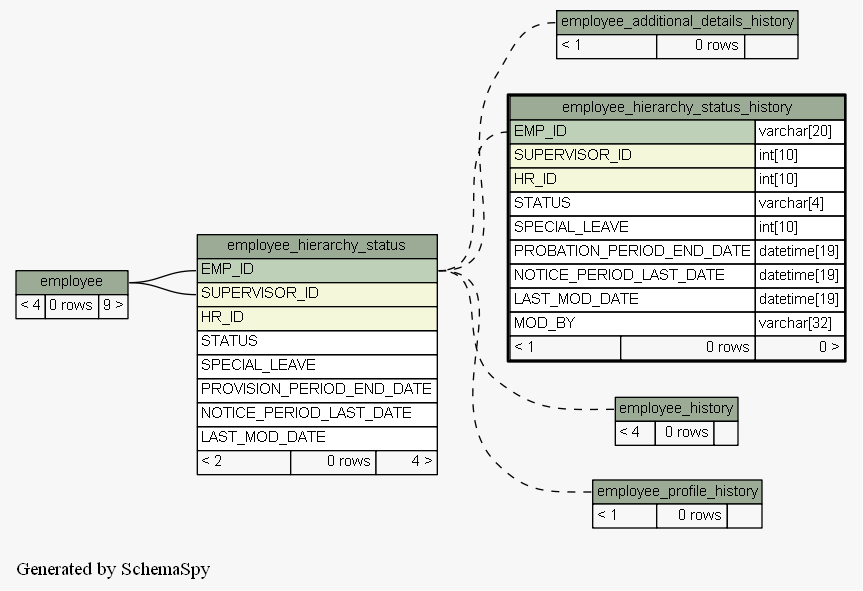 employee_additional_details_history
< 1 0 rows
employee_hierarchy_status_history
EMP_ID varchar[20]
SUPERVISOR_ID int[10]
HR_ID int[10]
STATUS varchar[4]
SPECIAL_LEAVE int[10]
PROBATION_PERIOD_END_DATE datetime[19]
NOTICE_PERIOD_LAST_DATE datetime[19]
LAST_MOD_DATE datetime[19]
MOD_BY varchar[32]
< 1 0 rows 0 >
employee_hierarchy_status
EMP_ID
SUPERVISOR_ID
HR_ID
STATUS
SPECIAL_LEAVE
PROVISION_PERIOD_END_DATE
NOTICE_PERIOD_LAST_DATE
LAST_MOD_DATE
< 2 0 rows 4 >
employee
< 4 0 rows 9 >
employee_history
< 4 0 rows
employee_profile_history
< 1 0 rows
Generated by SchemaSpy